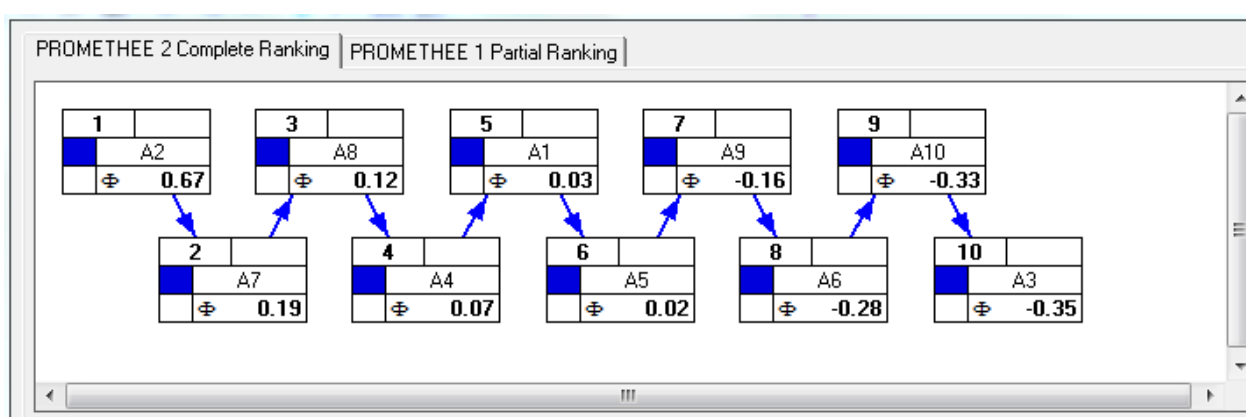 PROMETHEE 2 Complete Ranking PROMETHEE 1 Partial Ranking
1
A2
Φ 0.67
2
A7
Φ 0.19
3
A8
Φ 0.12
4
A4
Φ 0.07
5
A1
Φ 0.03
6
A5
Φ 0.02
7
A9
Φ -0.16
8
A6
Φ -0.28
9
A10
Φ -0.33
10
A3
Φ -0.35